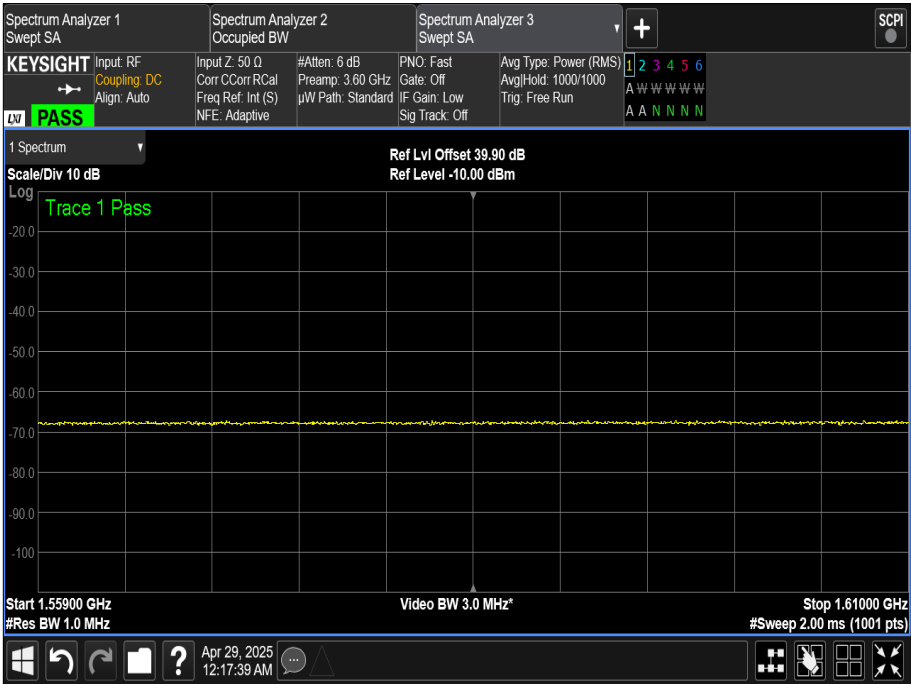 Spectrum Analyzer 1
Swept SA
Spectrum Analyzer 2
Occupied BW
Spectrum Analyzer 3
Swept SA
+
SCPI
KEYSIGHT
LXI
PASS
Input: RF
Coupling: DC
Align: Auto
Input Z: 50 Ω
Corr CCorr RCal
Freq Ref: Int (S)
NFE: Adaptive
#Atten: 6 dB
Preamp: 3.60 GHz
µW Path: Standard
PNO: Fast
Gate: Off
IF Gain: Low
Sig Track: Off
Avg Type: Power (RMS)
Avg|Hold: 1000/1000
Trig: Free Run
1 2 3 4 5 6
A W W W W W
A A N N N N
1 Spectrum
Scale/Div 10 dB
Ref Lvl Offset 39.90 dB
Ref Level -10.00 dBm
Log
Trace 1 Pass
-20.0
-30.0
-40.0
-50.0
-60.0
-70.0
-80.0
-90.0
-100
Start 1.55900 GHz
#Res BW 1.0 MHz
Video BW 3.0 MHz*
Stop 1.61000 GHz
#Sweep 2.00 ms (1001 pts)
?
Apr 29, 2025
12:17:39 AM